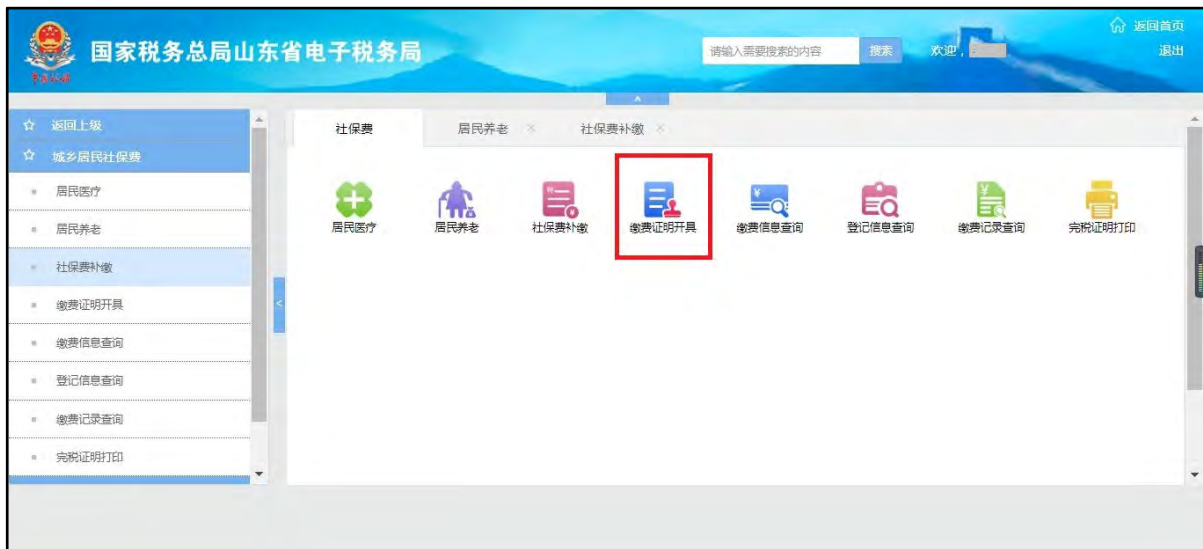 国家税务总局山东省电子税务局
请输入需要搜索的内容
搜索
欢迎，
返回首页
退出
返回上级
城乡居民社保费
居民医疗
居民养老
社保费补缴
缴费证明开具
缴费信息查询
登记信息查询
缴费记录查询
完税证明打印
社保费
居民养老 ×
社保费补缴 ×
居民医疗
居民养老
社保费补缴
缴费证明开具
缴费信息查询
登记信息查询
缴费记录查询
完税证明打印